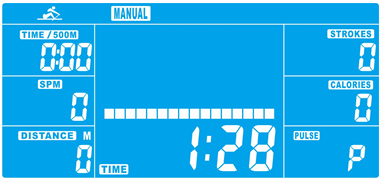 MANUAL
TIME/500M
0:00
SPM
0
DISTANCE M
0
TIME
1:28
STROKES
0
CALORIES
0
PULSE
P